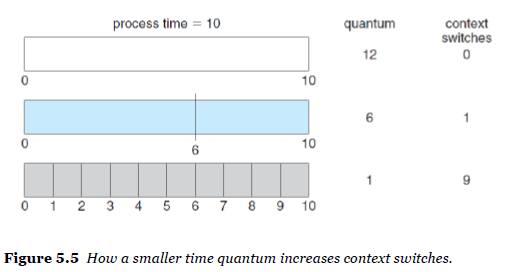 process time = 10 quantum context
switches
12 0
0 10
6 1
0 6 10
1 9
0 1 2 3 4 5 6 7 8 9 10
Figure 5.5 How a smaller time quantum increases context switches.